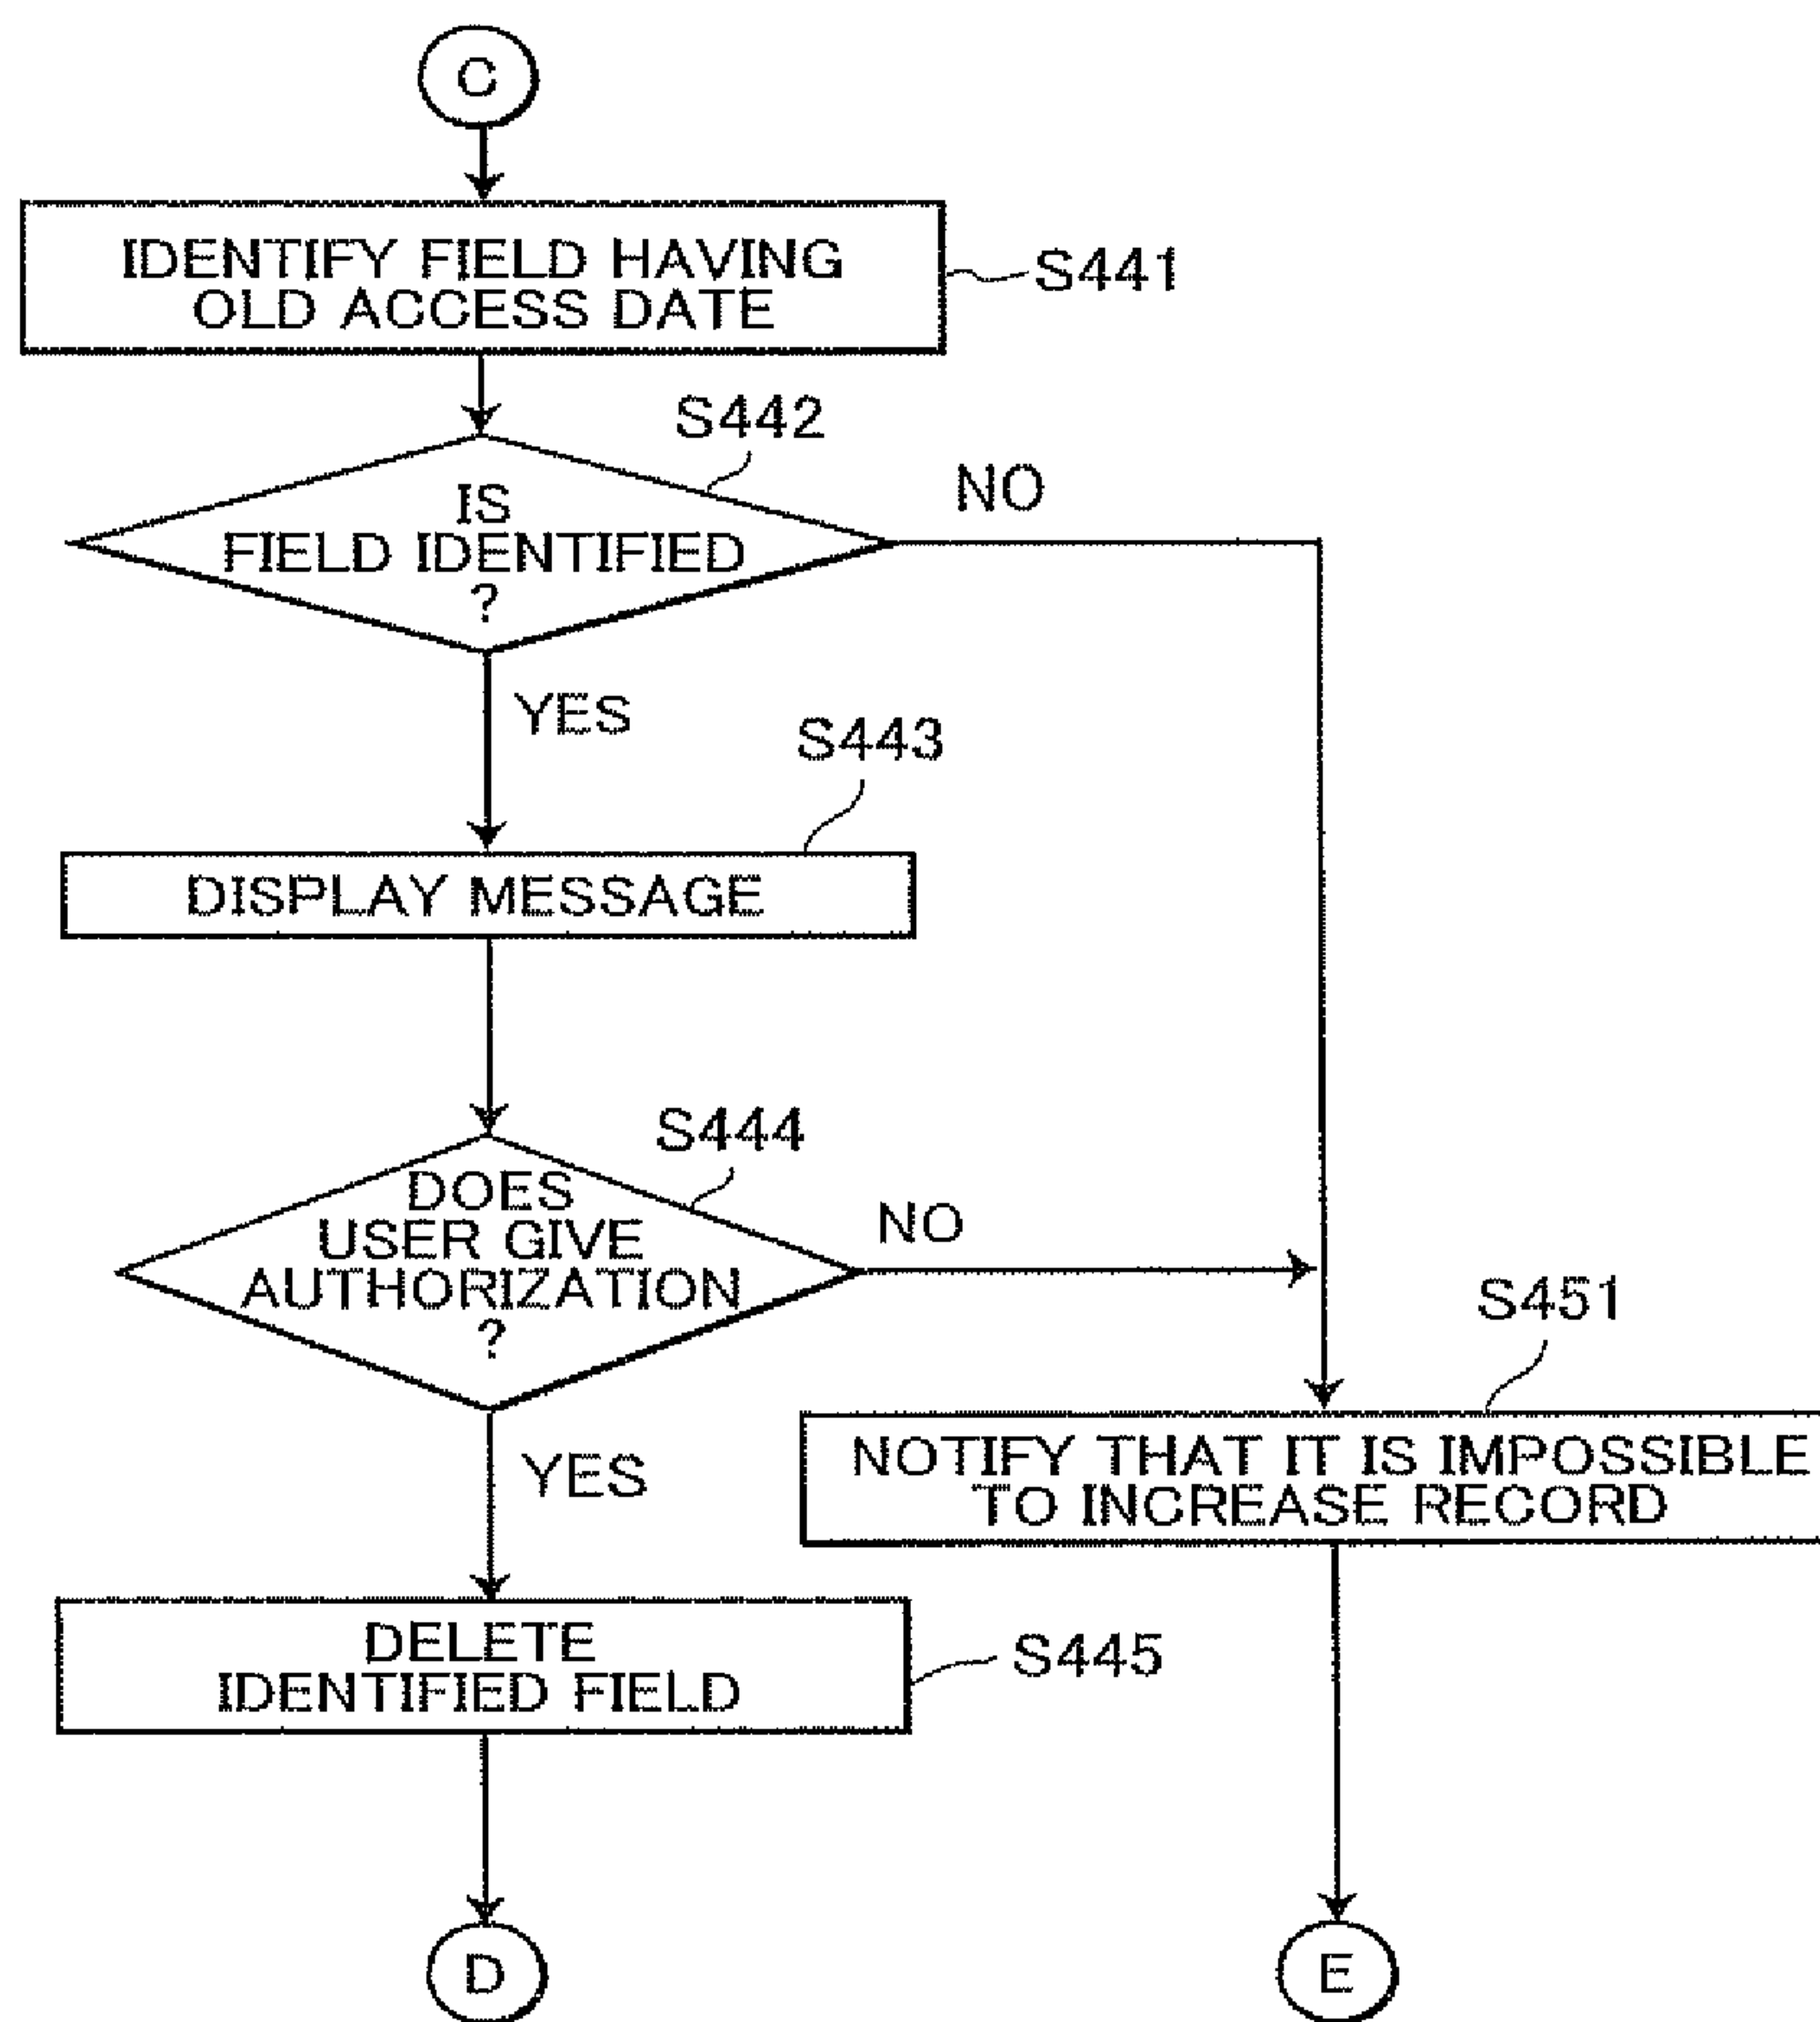 C
IDENTIFY FIELD HAVING
OLD ACCESS DATE
S441
S442
IS
FIELD IDENTIFIED
?
NO
YES
S443
DISPLAY MESSAGE
S444
DOES
USER GIVE
AUTHORIZATION
?
NO
YES
S451
NOTIFY THAT IT IS IMPOSSIBLE
TO INCREASE RECORD
DELETE
IDENTIFIED FIELD
S445
D
E